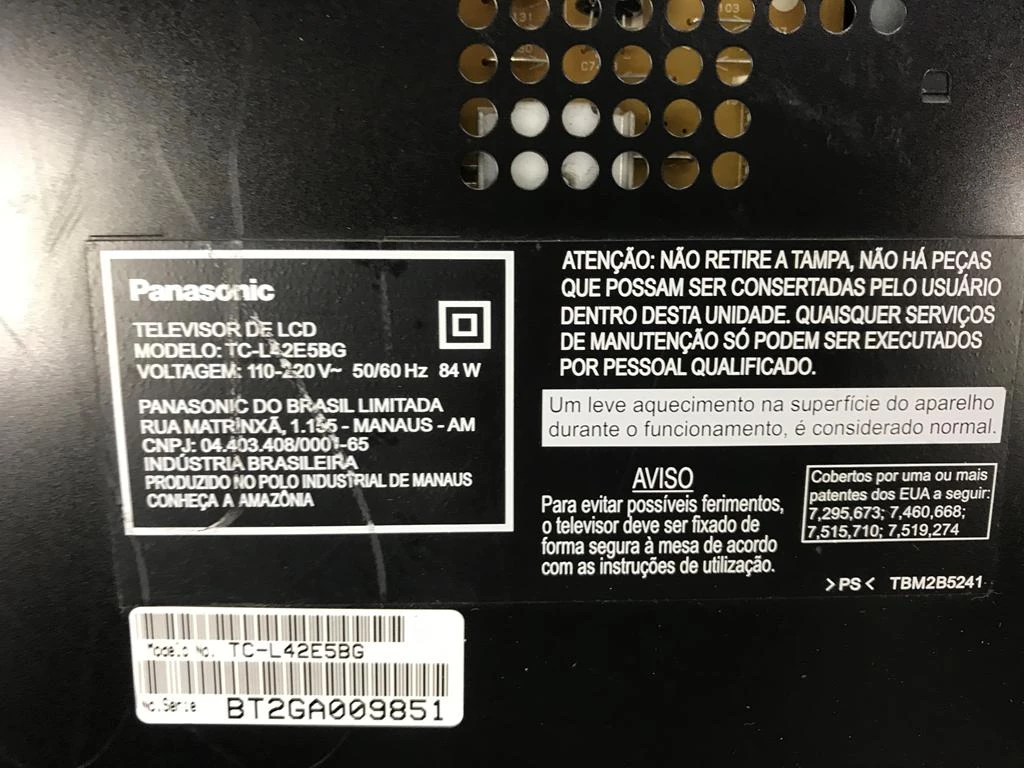 131
103
C7
Panasonic
TELEVISOR DE LCD
MODELO: TC-L42E5BG
VOLTAGEM: 110-220 V~ 50/60 Hz 84 W
PANASONIC DO BRASIL LIMITADA
RUA MATRINXÃ, 1.155 - MANAUS - AM
CNPJ: 04.403.408/0001-65
INDÚSTRIA BRASILEIRA
PRODUZIDO NO POLO INDUSTRIAL DE MANAUS
CONHEÇA A AMAZÔNIA
ATENÇÃO: NÃO RETIRE A TAMPA, NÃO HÁ PEÇAS
QUE POSSAM SER CONSERTADAS PELO USUÁRIO
DENTRO DESTA UNIDADE. QUAISQUER SERVIÇOS
DE MANUTENÇÃO SÓ PODEM SER EXECUTADOS
POR PESSOAL QUALIFICADO.
Um leve aquecimento na superfície do aparelho
durante o funcionamento, é considerado normal.
AVISO
Para evitar possíveis ferimentos,
o televisor deve ser fixado de
forma segura à mesa de acordo
com as instruções de utilização.
Cobertos por uma ou mais
patentes dos EUA a seguir:
7,295,673; 7,460,668;
7,515,710; 7,519,274
>PS< TBM2B5241
Modelo No. TC-L42E5BG
No.Serie BT2GA009851